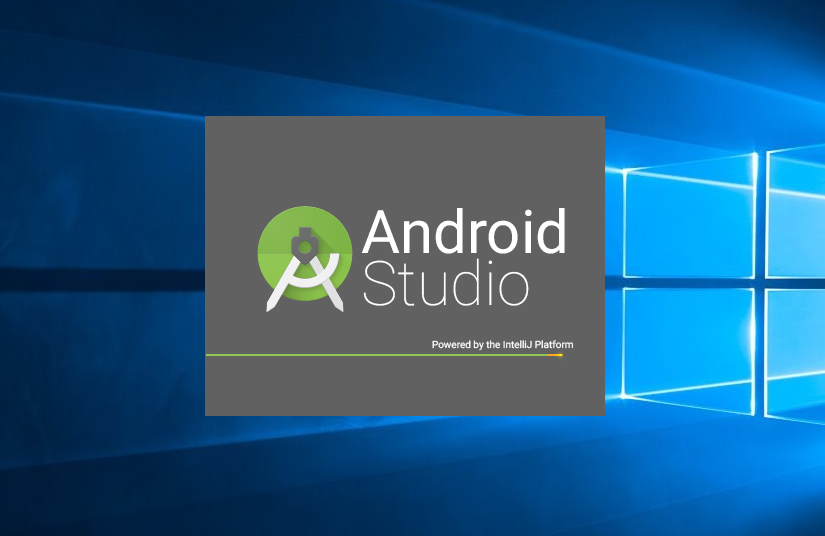 Android
Studio
Powered by the IntelliJ Platform